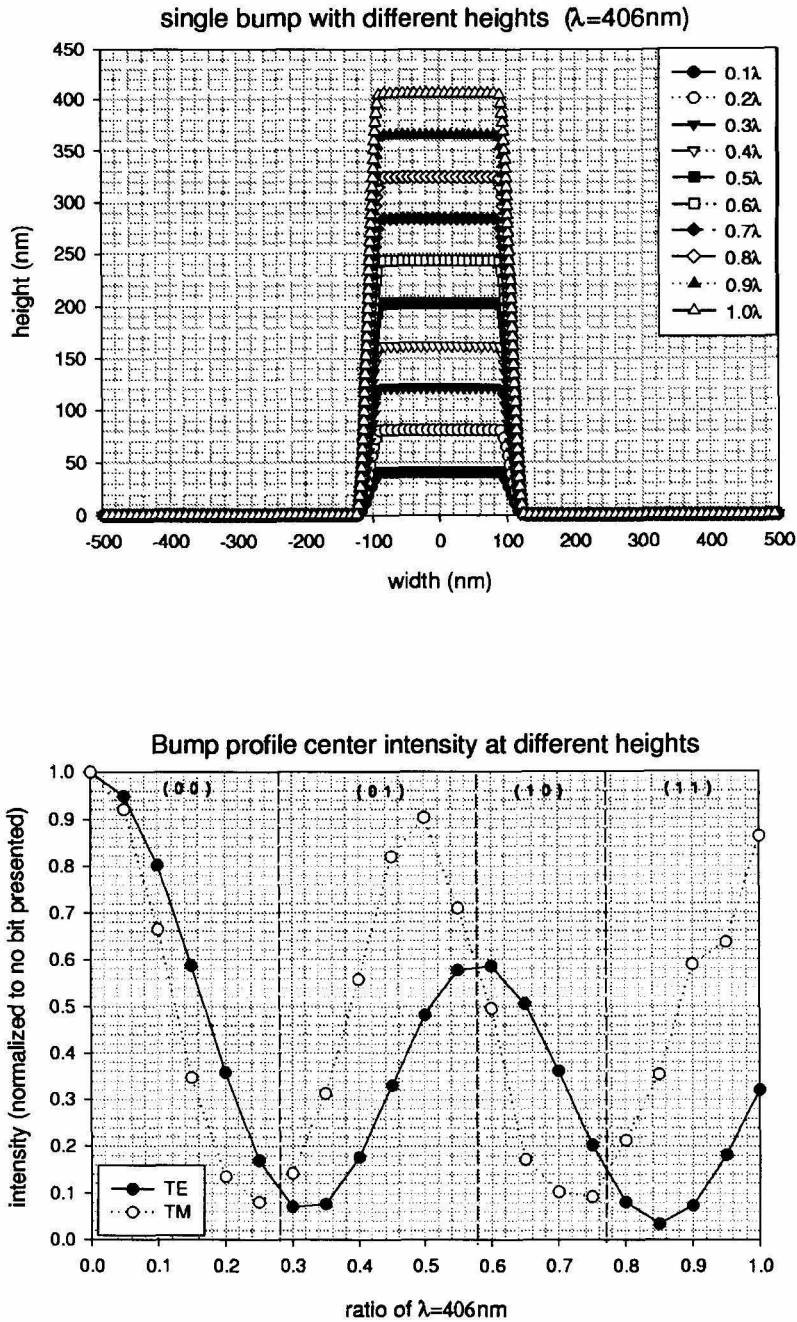 single bump with different heights (λ=406nm)
450
400
350
300
250
200
150
100
50
0
height (nm)
-500 -400 -300 -200 -100 0 100 200 300 400 500
width (nm)
0.1λ
0.2λ
0.3λ
0.4λ
0.5λ
0.6λ
0.7λ
0.8λ
0.9λ
1.0λ
Bump profile center intensity at different heights
(00) (01) (10) (11)
1.0
0.9
0.8
0.7
0.6
0.5
0.4
0.3
0.2
0.1
0.0
intensity (normalized to no bit presented)
TE
TM
0.0 0.1 0.2 0.3 0.4 0.5 0.6 0.7 0.8 0.9 1.0
ratio of λ=406nm